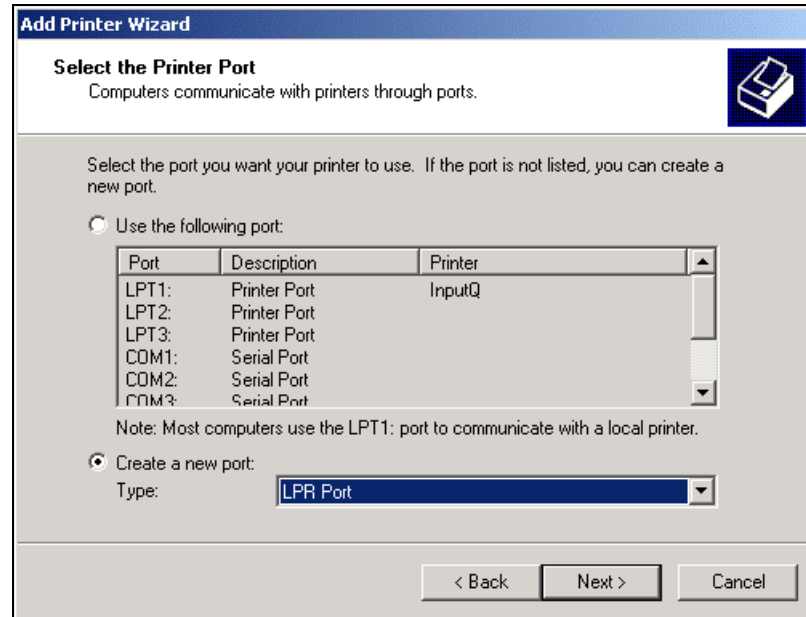 Add Printer Wizard
Select the Printer Port
Computers communicate with printers through ports.
Select the port you want your printer to use. If the port is not listed, you can create a
new port.
Use the following port:
Port Description Printer
LPT1: Printer Port InputQ
LPT2: Printer Port
LPT3: Printer Port
COM1: Serial Port
COM2: Serial Port
COM3: Serial Port
Note: Most computers use the LPT1: port to communicate with a local printer.
Create a new port:
Type: LPR Port
< Back Next > Cancel